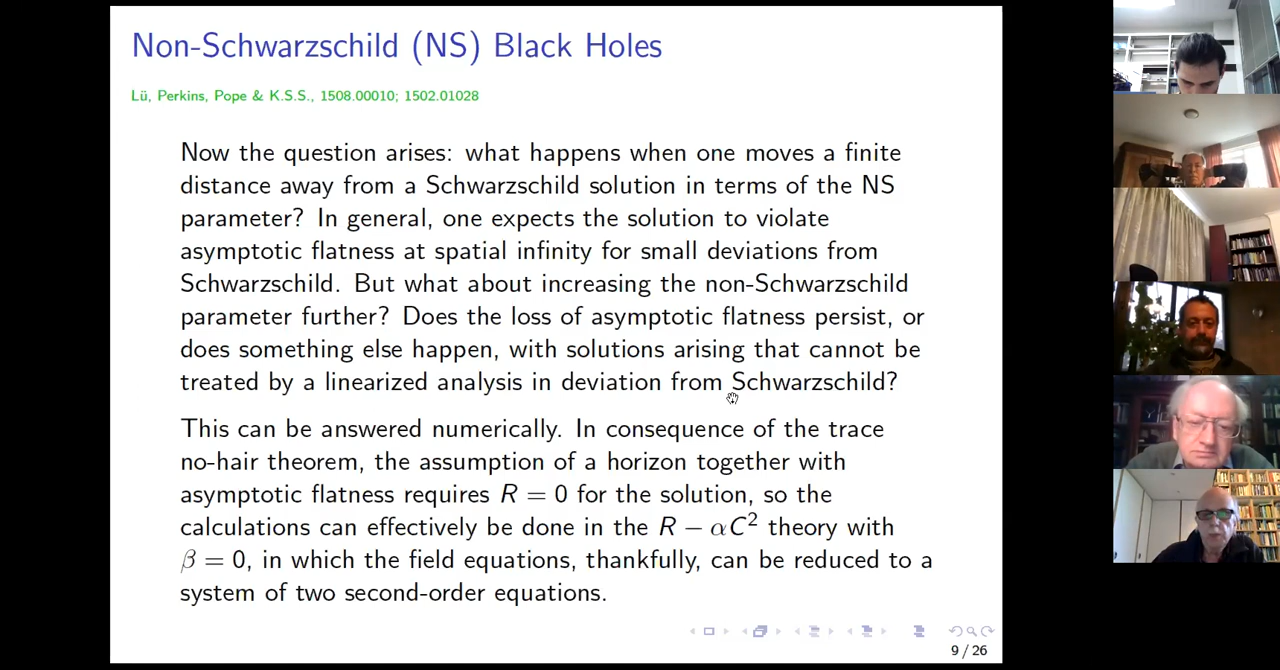 Non-Schwarzschild (NS) Black Holes
Lü, Perkins, Pope & K.S.S., 1508.00010; 1502.01028
Now the question arises: what happens when one moves a finite
distance away from a Schwarzschild solution in terms of the NS
parameter? In general, one expects the solution to violate
asymptotic flatness at spatial infinity for small deviations from
Schwarzschild. But what about increasing the non-Schwarzschild
parameter further? Does the loss of asymptotic flatness persist, or
does something else happen, with solutions arising that cannot be
treated by a linearized analysis in deviation from Schwarzschild?
This can be answered numerically. In consequence of the trace
no-hair theorem, the assumption of a horizon together with
asymptotic flatness requires R = 0 for the solution, so the
calculations can effectively be done in the R − αC² theory with
β = 0, in which the field equations, thankfully, can be reduced to a
system of two second-order equations.
9 / 26